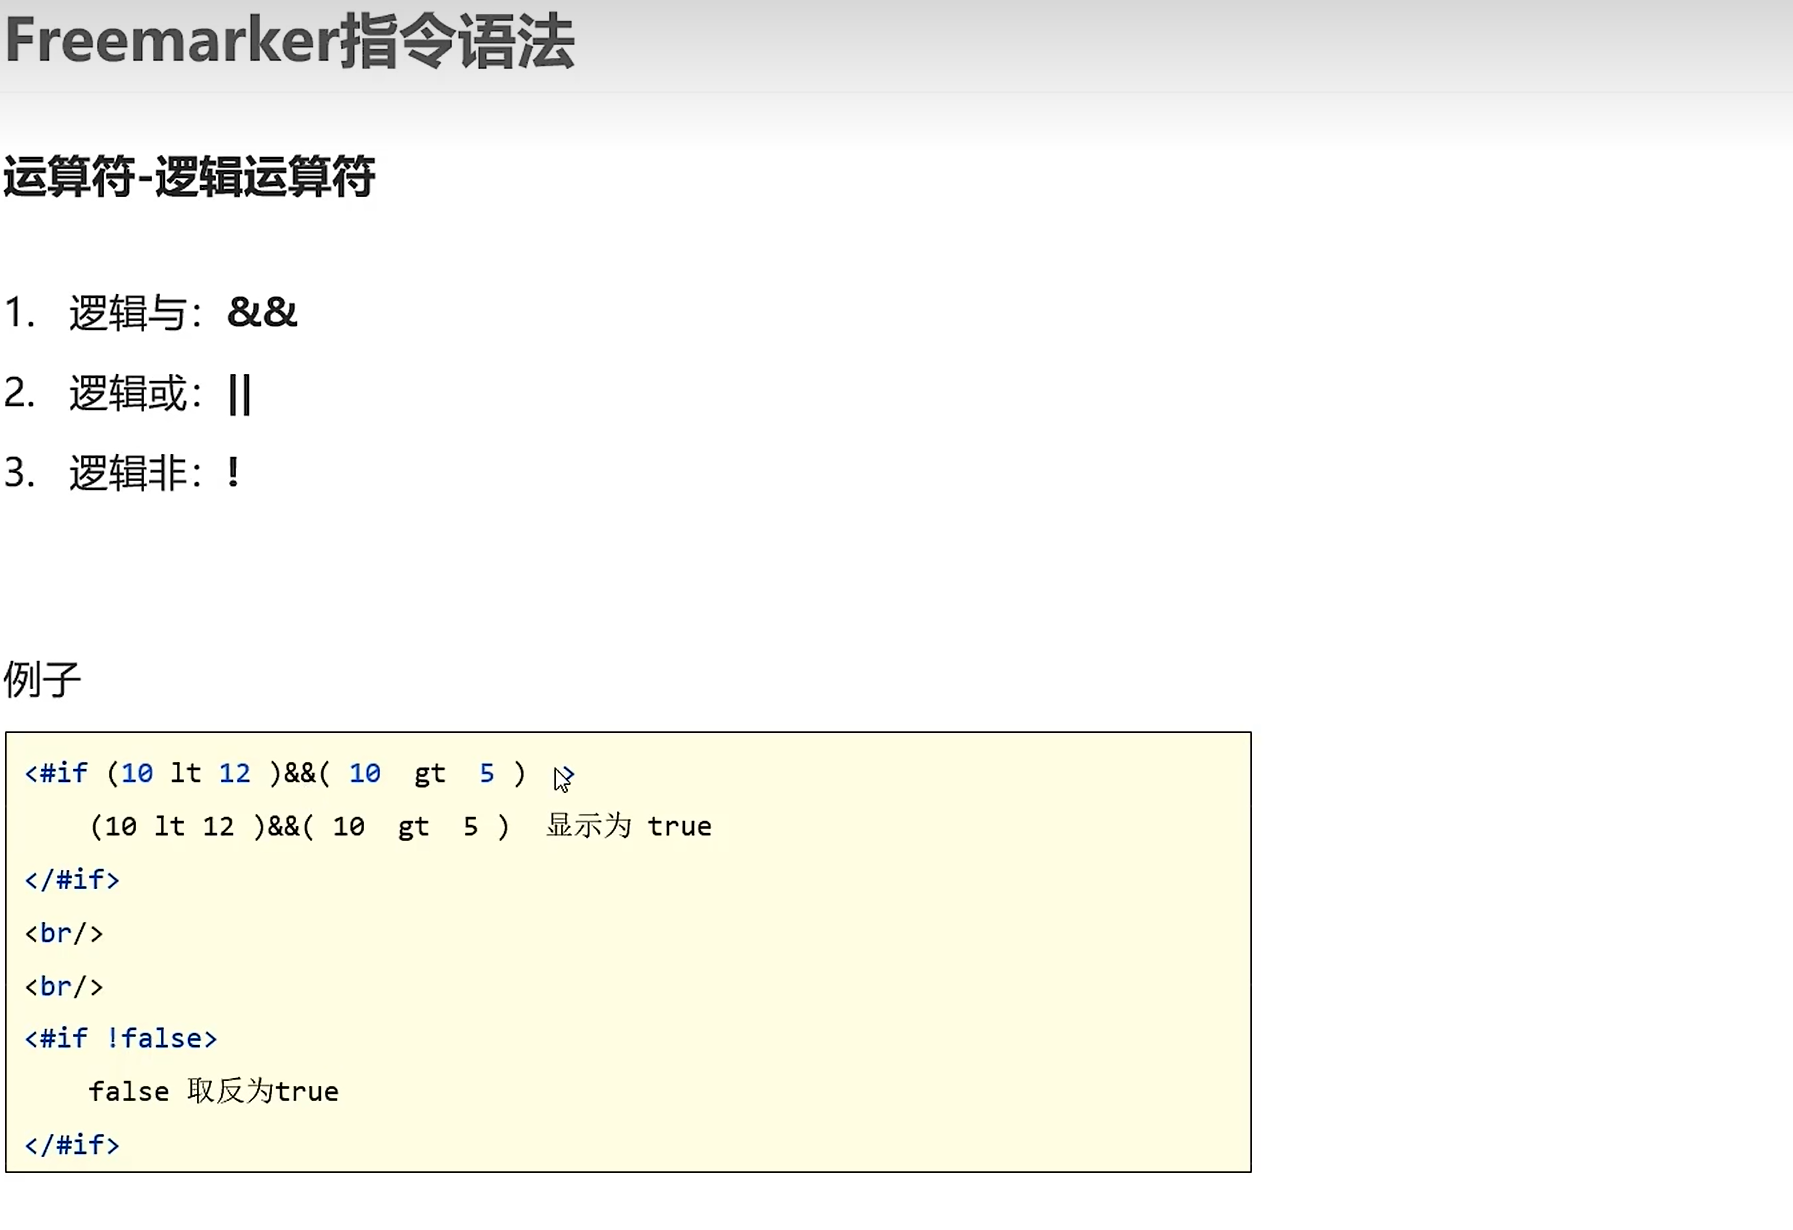 Freemarker指令语法
运算符-逻辑运算符
1. 逻辑与：&&
2. 逻辑或：||
3. 逻辑非：!
例子
<#if (10 lt 12 )&&( 10  gt  5 )  >
    (10 lt 12 )&&( 10  gt  5 )  显示为 true
</#if>
<br/>
<br/>
<#if !false>
    false 取反为true
</#if>